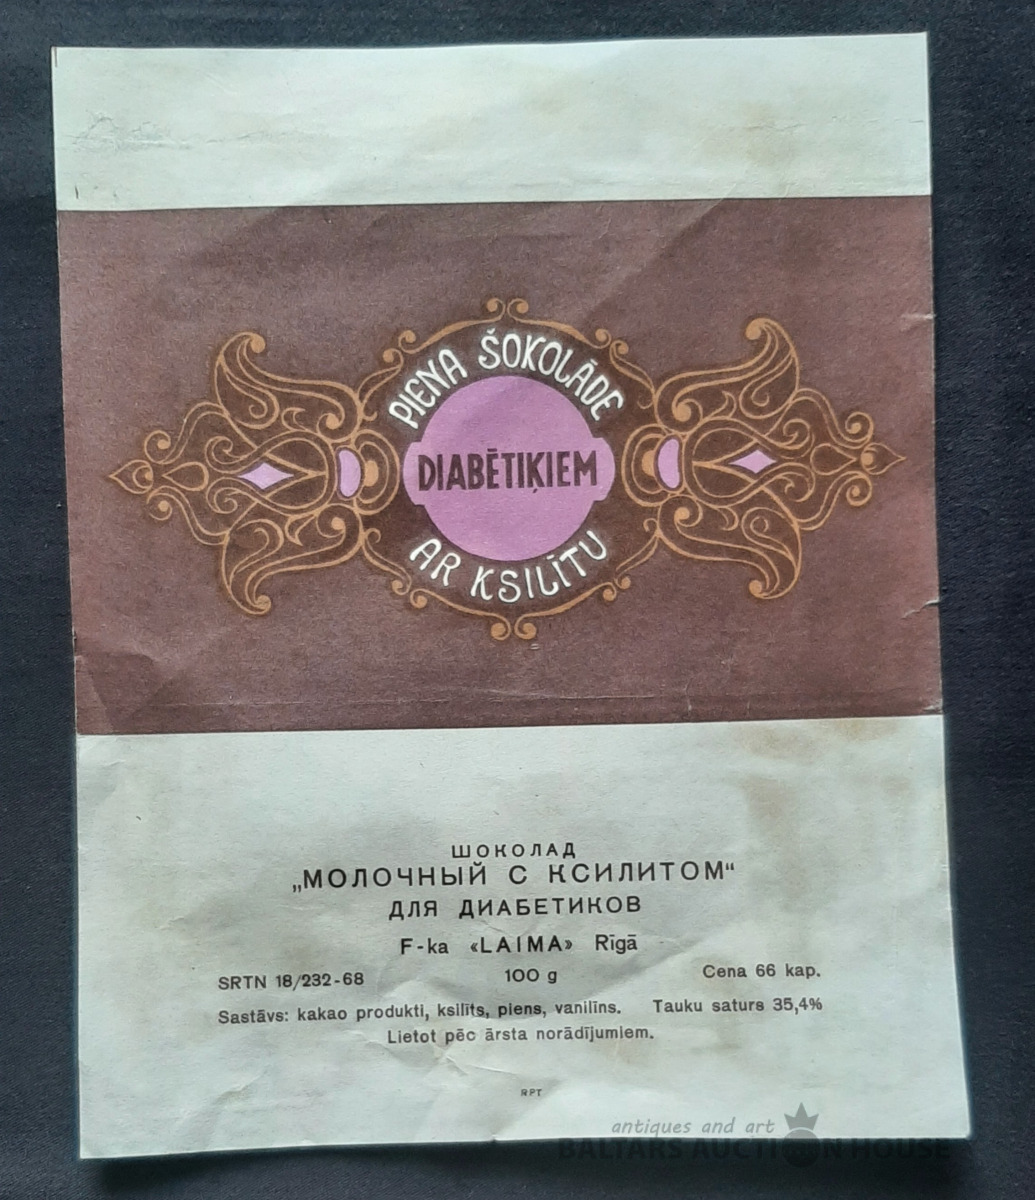 PIENA ŠOKOLĀDE
DIABĒTIĶIEM
AR KSILĪTU
ШОКОЛАД
„МОЛОЧНЫЙ С КСИЛИТОМ“
ДЛЯ ДИАБЕТИКОВ
F-ka «LAIMA» Rīgā
SRTN 18/232-68 100 g Cena 66 kap.
Sastāvs: kakao produkti, ksilīts, piens, vanilīns. Tauku saturs 35,4%
Lietot pēc ārsta norādījumiem.
RPT
antiques and art
BALTARS AUCTION HOUSE